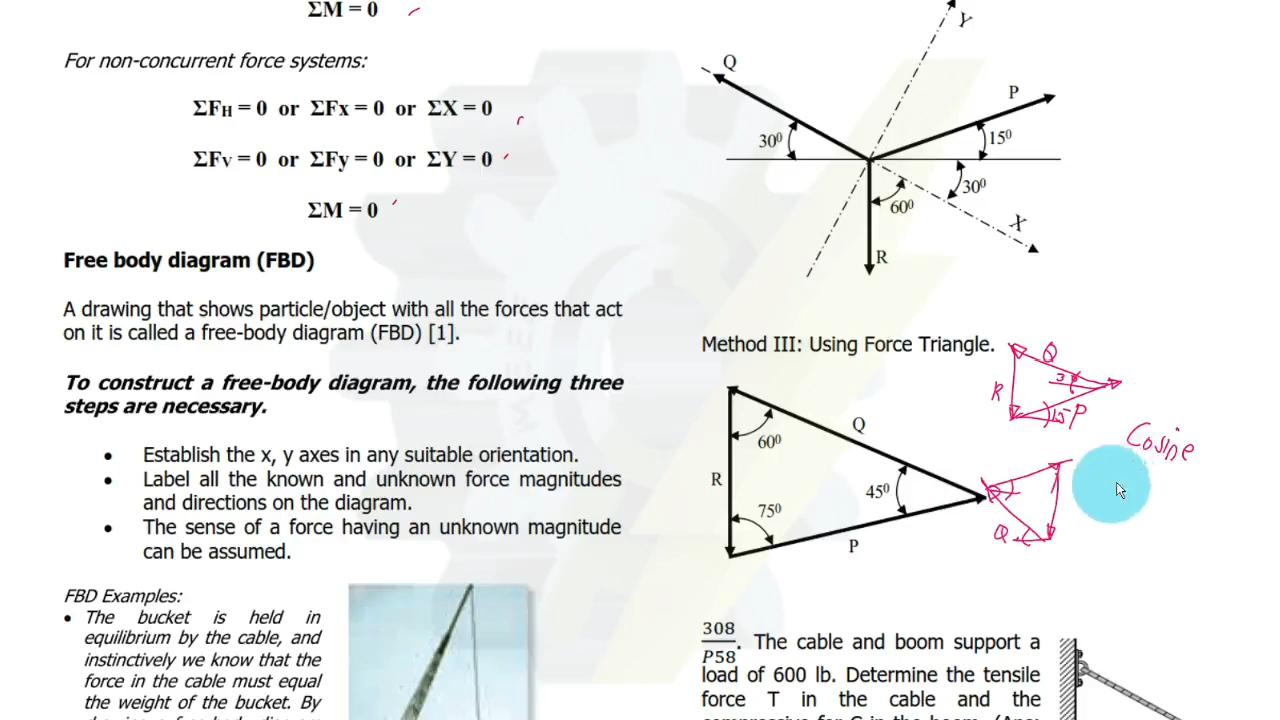 ΣM = 0
For non-concurrent force systems:
ΣFH = 0 or ΣFx = 0 or ΣX = 0
ΣFV = 0 or ΣFy = 0 or ΣY = 0
ΣM = 0
Free body diagram (FBD)
A drawing that shows particle/object with all the forces that act
on it is called a free-body diagram (FBD) [1].
To construct a free-body diagram, the following three
steps are necessary.
• Establish the x, y axes in any suitable orientation.
• Label all the known and unknown force magnitudes
and directions on the diagram.
• The sense of a force having an unknown magnitude
can be assumed.
FBD Examples:
• The bucket is held in
equilibrium by the cable, and
instinctively we know that the
force in the cable must equal
the weight of the bucket. By
Y
Q
P
30⁰
15⁰
30⁰
60⁰
X
R
Method III: Using Force Triangle.
Q
R
15
P
Cosine
60⁰
Q
R
45⁰
75⁰
P
Q
308
P58
. The cable and boom support a
load of 600 lb. Determine the tensile
force T in the cable and the